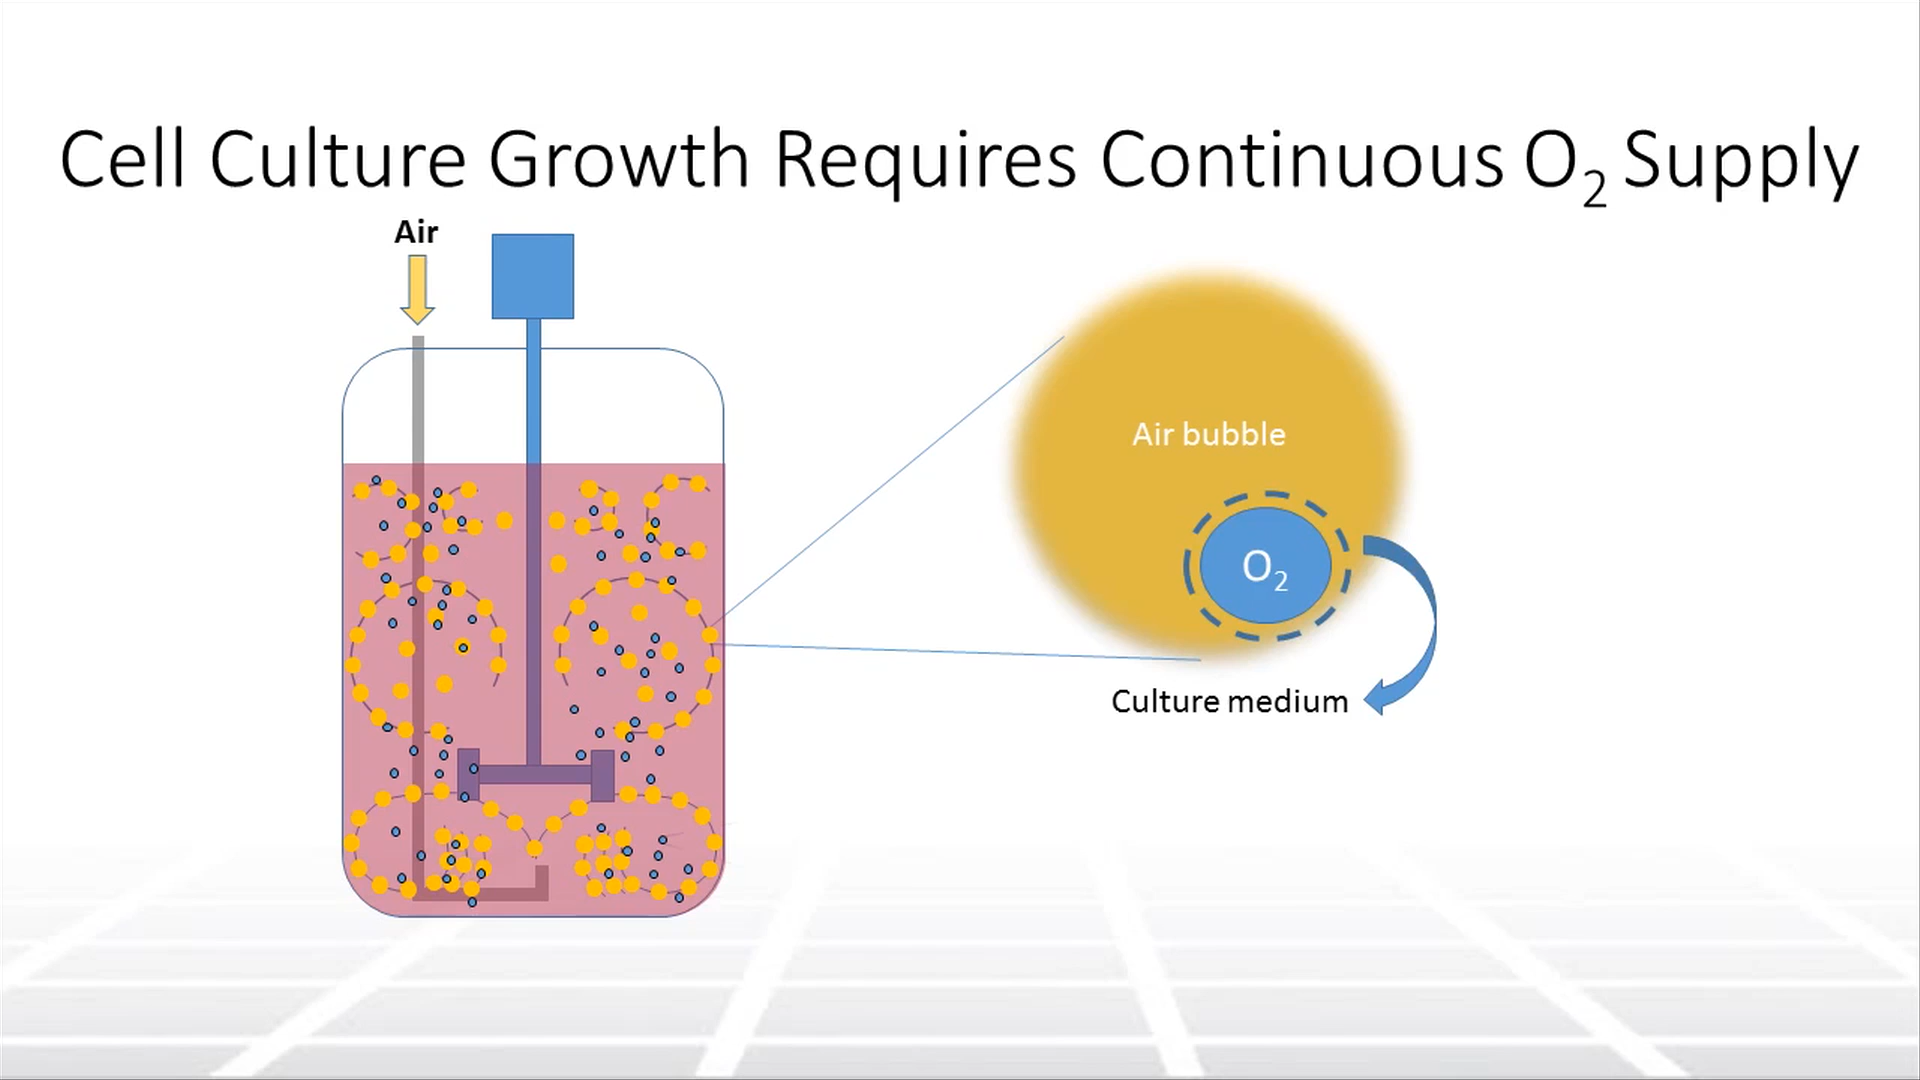 Cell Culture Growth Requires Continuous O₂ Supply
Air
Air bubble
O₂
Culture medium